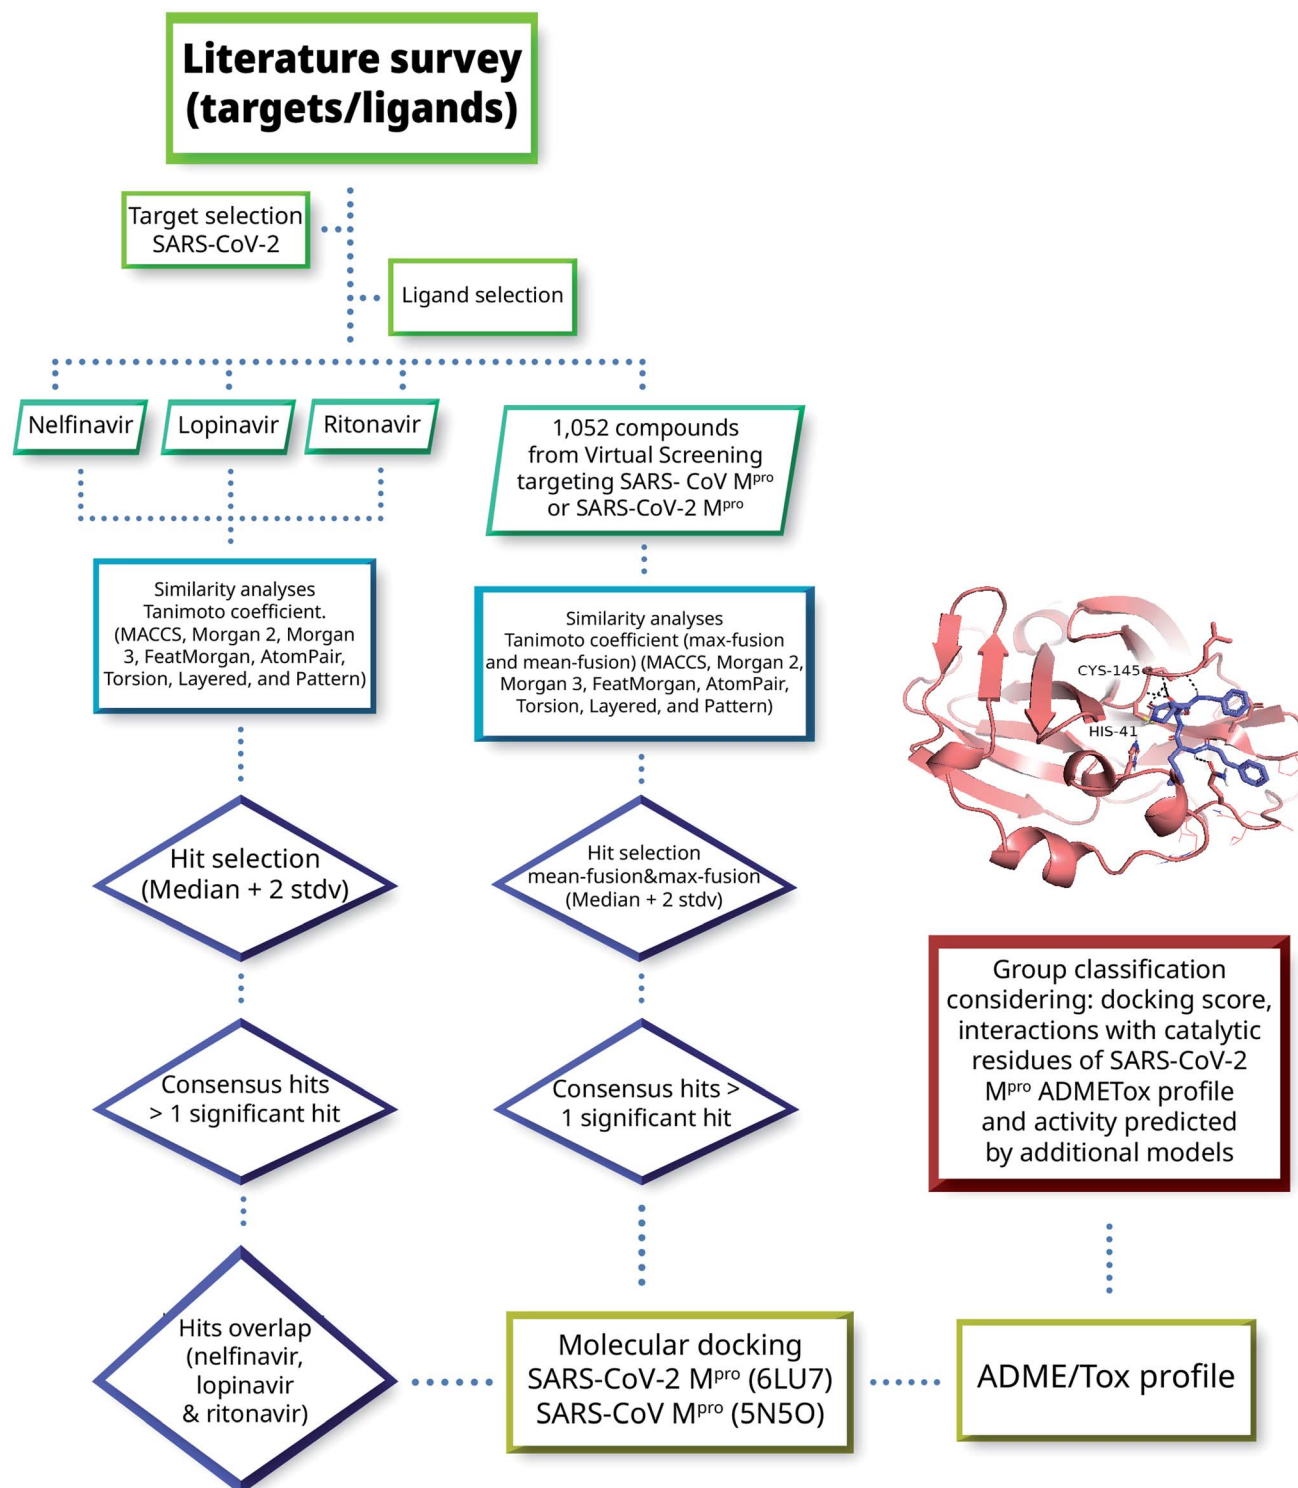 Literature survey
(targets/ligands)
Target selection
SARS-CoV-2
Ligand selection
Nelfinavir
Lopinavir
Ritonavir
1,052 compounds
from Virtual Screening
targeting SARS- CoV Mᵖʳᵒ
or SARS-CoV-2 Mᵖʳᵒ
Similarity analyses
Tanimoto coefficient.
(MACCS, Morgan 2, Morgan
3, FeatMorgan, AtomPair,
Torsion, Layered, and Pattern)
Similarity analyses
Tanimoto coefficient (max-fusion
and mean-fusion) (MACCS, Morgan 2,
Morgan 3, FeatMorgan, AtomPair,
Torsion, Layered, and Pattern)
CYS-145
HIS-41
Hit selection
(Median + 2 stdv)
Hit selection
mean-fusion&max-fusion
(Median + 2 stdv)
Consensus hits
> 1 significant hit
Consensus hits >
1 significant hit
Group classification
considering: docking score,
interactions with catalytic
residues of SARS-CoV-2
Mᵖʳᵒ ADMETox profile
and activity predicted
by additional models
Hits overlap
(nelfinavir,
lopinavir
& ritonavir)
Molecular docking
SARS-CoV-2 Mᵖʳᵒ (6LU7)
SARS-CoV Mᵖʳᵒ (5N5O)
ADME/Tox profile